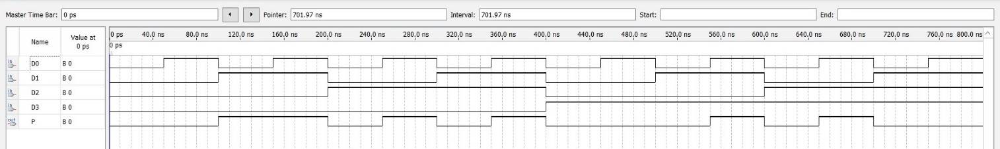 Master Time Bar: 0 ps Pointer: 701.97 ns Interval: 701.97 ns Start: End:
Name Value at 0 ps
0 ps 40.0 ns 80.0 ns 120.0 ns 160.0 ns 200.0 ns 240.0 ns 280.0 ns 320.0 ns 360.0 ns 400.0 ns 440.0 ns 480.0 ns 520.0 ns 560.0 ns 600.0 ns 640.0 ns 680.0 ns 720.0 ns 760.0 ns 800.0 ns
0 ps
in D0 B 0
in D1 B 0
in D2 B 0
in D3 B 0
out P B 0